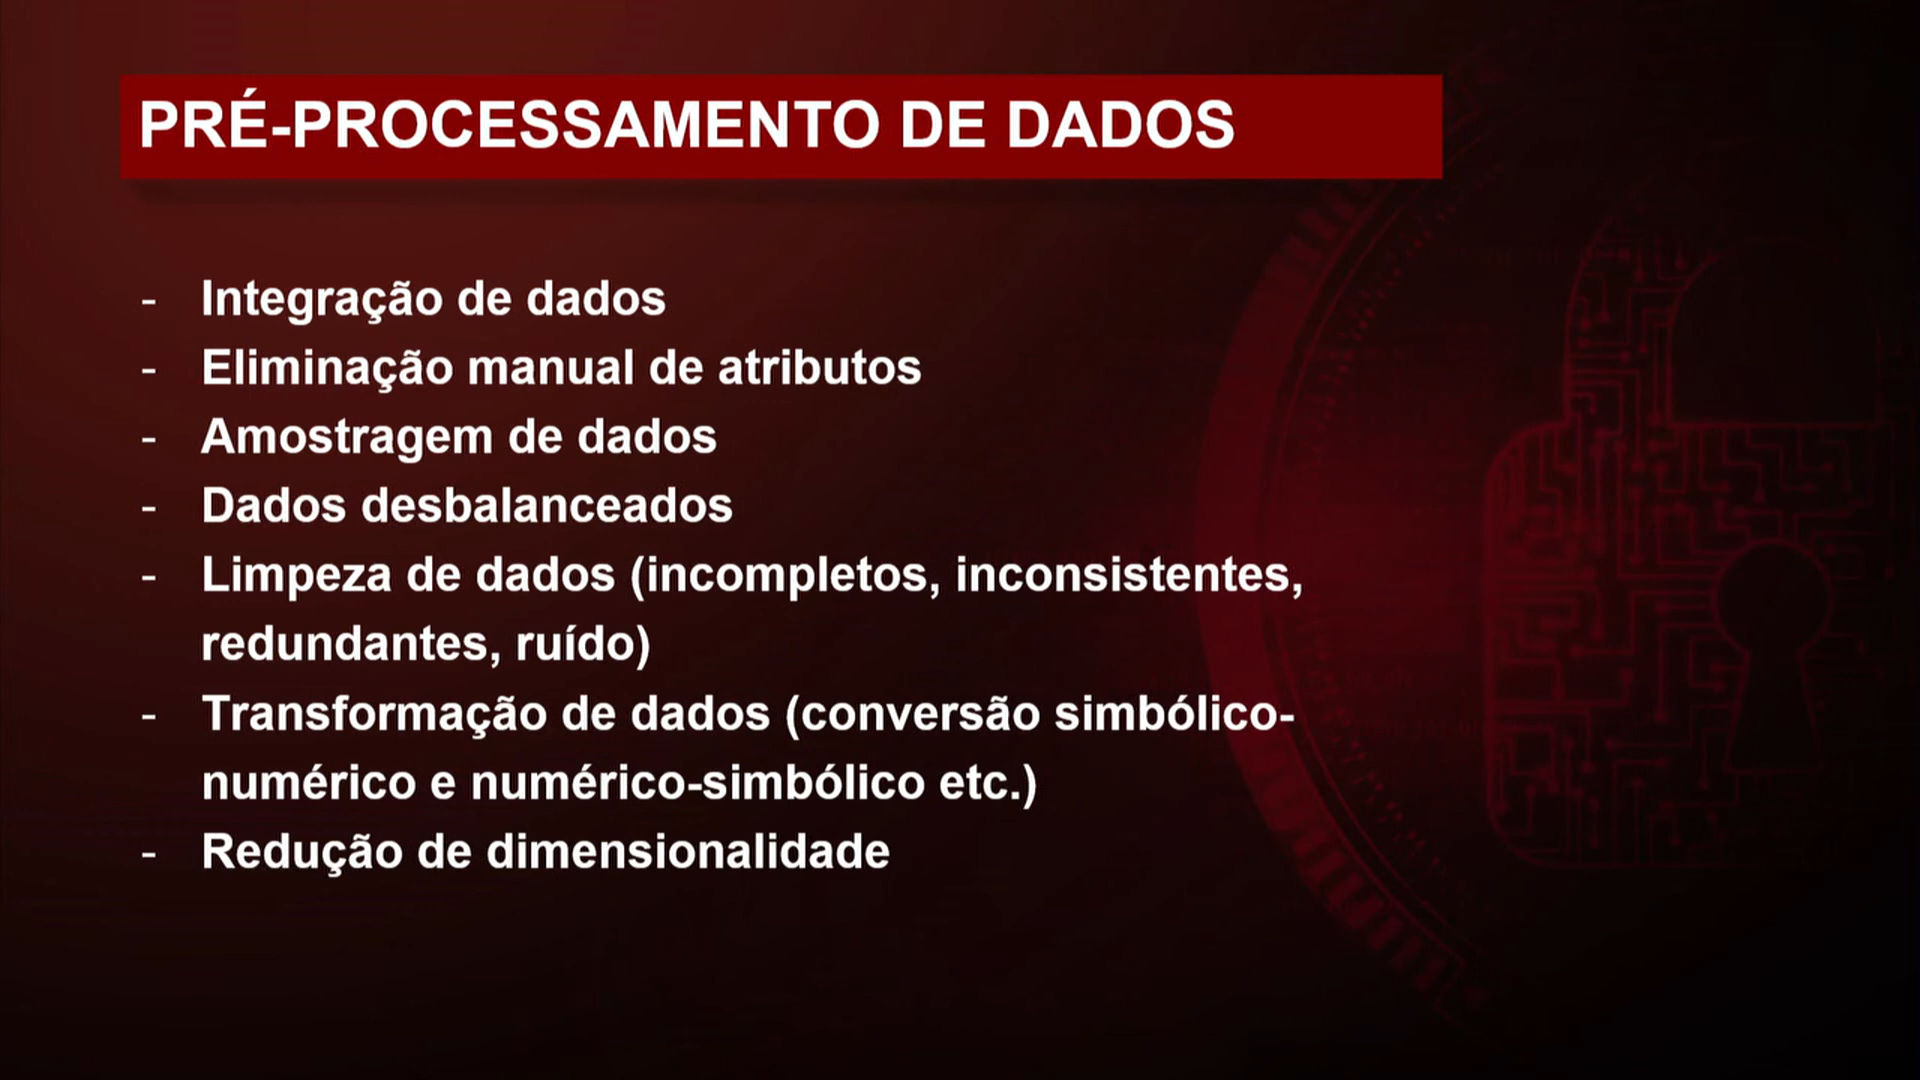 PRÉ-PROCESSAMENTO DE DADOS
- Integração de dados
- Eliminação manual de atributos
- Amostragem de dados
- Dados desbalanceados
- Limpeza de dados (incompletos, inconsistentes,
redundantes, ruído)
- Transformação de dados (conversão simbólico-
numérico e numérico-simbólico etc.)
- Redução de dimensionalidade